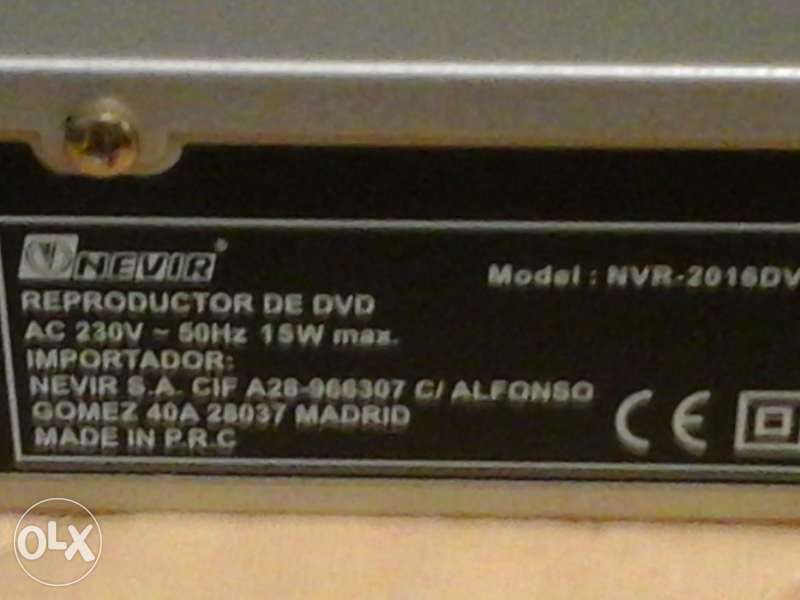 NEVIR®
Model : NVR-2016DV
REPRODUCTOR DE DVD
AC 230V ~ 50Hz 15W max.
IMPORTADOR:
NEVIR S.A. CIF A28-966307 C/ ALFONSO
GOMEZ 40A 28037 MADRID
MADE IN P.R.C
CE
OLX